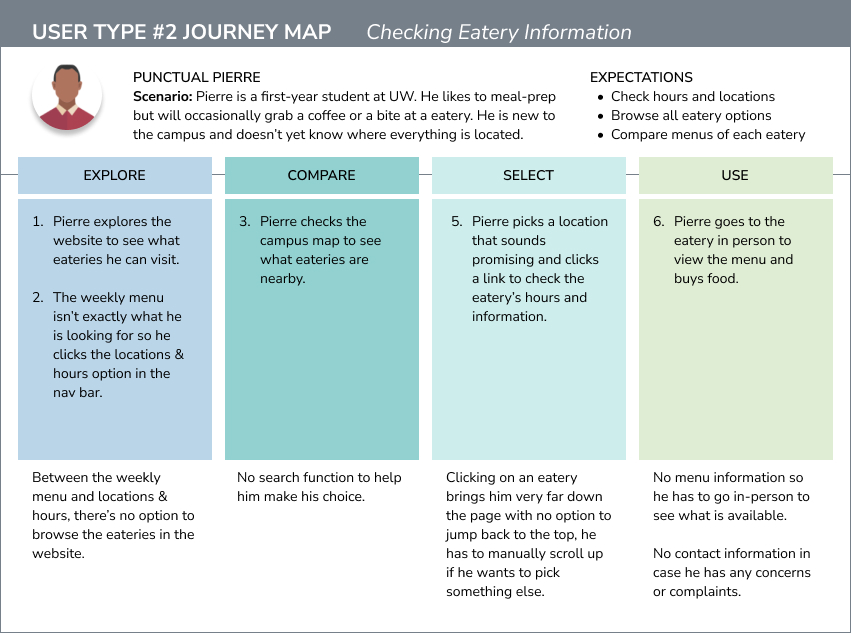 USER TYPE #2 JOURNEY MAP Checking Eatery Information
PUNCTUAL PIERRE
Scenario: Pierre is a first-year student at UW. He likes to meal-prep
but will occasionally grab a coffee or a bite at a eatery. He is new to
the campus and doesn't yet know where everything is located.
EXPECTATIONS
• Check hours and locations
• Browse all eatery options
• Compare menus of each eatery
EXPLORE
1. Pierre explores the
website to see what
eateries he can visit.
2. The weekly menu
isn't exactly what he
is looking for so he
clicks the locations &
hours option in the
nav bar.
Between the weekly
menu and locations &
hours, there's no option to
browse the eateries in the
website.
COMPARE
3. Pierre checks the
campus map to see
what eateries are
nearby.
No search function to help
him make his choice.
SELECT
5. Pierre picks a location
that sounds
promising and clicks
a link to check the
eatery's hours and
information.
Clicking on an eatery
brings him very far down
the page with no option to
jump back to the top, he
has to manually scroll up
if he wants to pick
something else.
USE
6. Pierre goes to the
eatery in person to
view the menu and
buys food.
No menu information so
he has to go in-person to
see what is available.
No contact information in
case he has any concerns
or complaints.